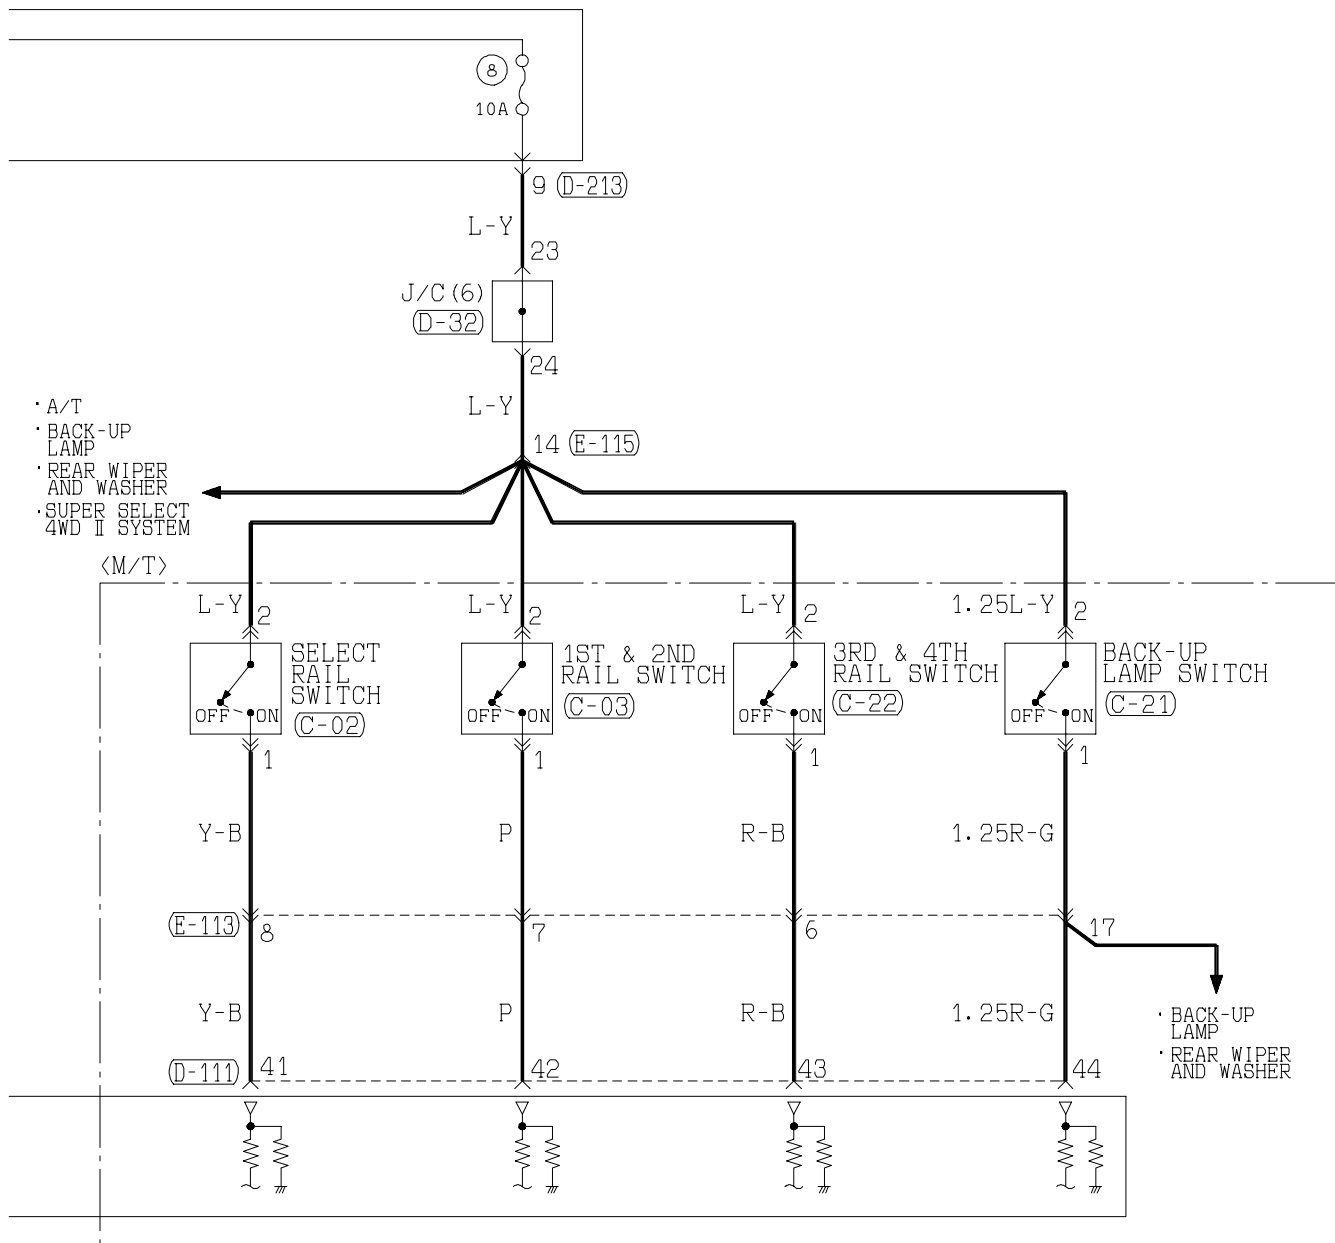 8
10A
9 (D-213)
L-Y
23
J/C(6)
(D-32)
24
L-Y
14 (E-115)
· A/T
· BACK-UP
LAMP
· REAR WIPER
AND WASHER
· SUPER SELECT
4WD Ⅱ SYSTEM
〈M/T〉
L-Y 2
L-Y 2
L-Y 2
1.25L-Y 2
SELECT
RAIL
SWITCH
(C-02)
OFF ON
1ST & 2ND
RAIL SWITCH
(C-03)
OFF ON
3RD & 4TH
RAIL SWITCH
(C-22)
OFF ON
BACK-UP
LAMP SWITCH
(C-21)
OFF ON
1
1
1
1
Y-B
P
R-B
1.25R-G
(E-113) 8
7
6
17
Y-B
P
R-B
1.25R-G
· BACK-UP
LAMP
· REAR WIPER
AND WASHER
(D-111) 41
42
43
44